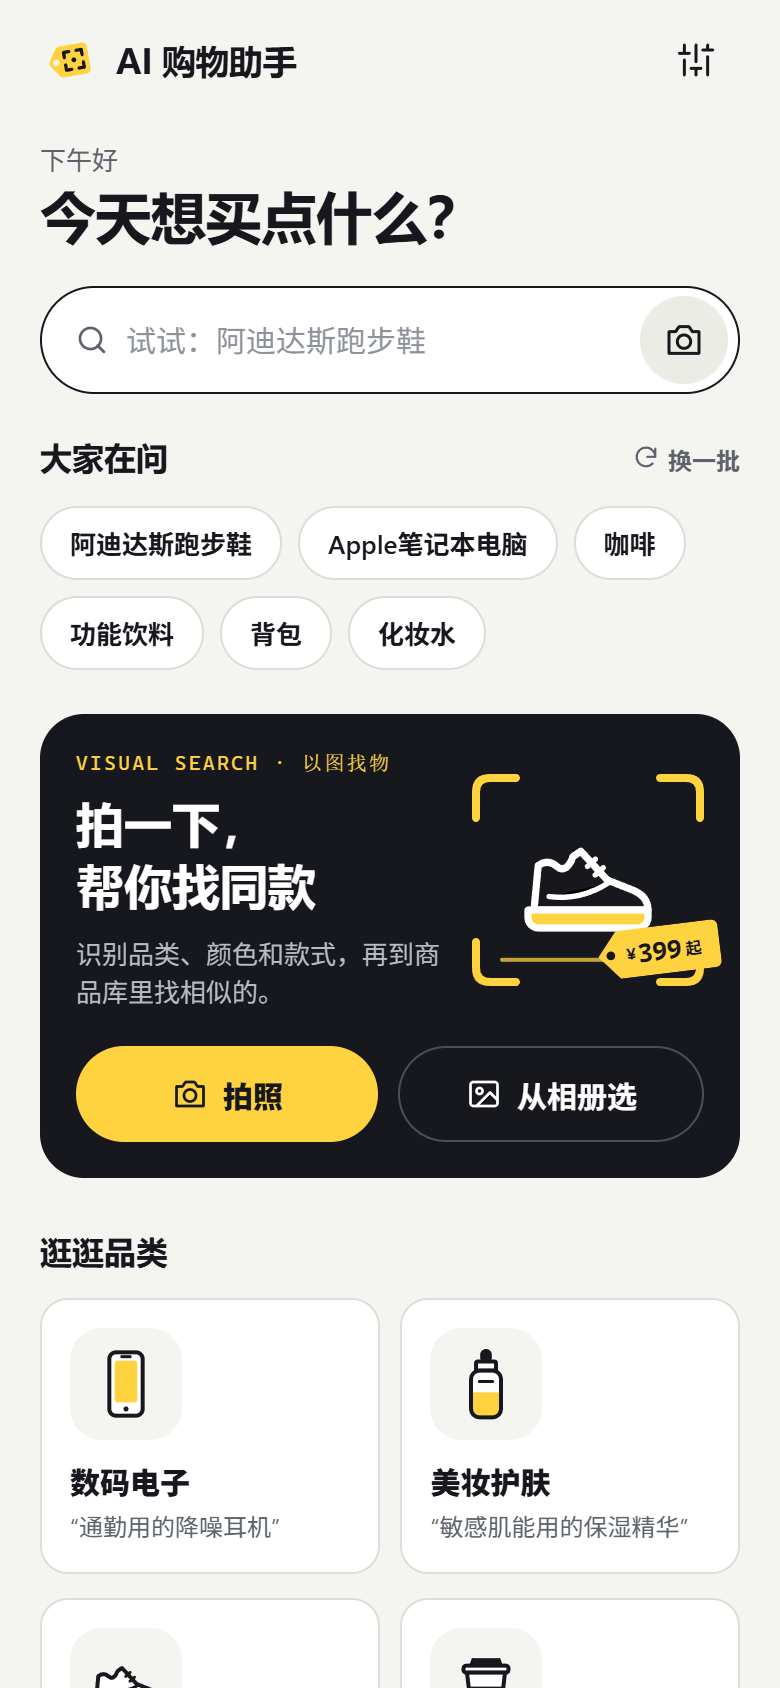 AI 购物助手
下午好
今天想买点什么?
试试：阿迪达斯跑步鞋
大家在问
换一批
阿迪达斯跑步鞋
Apple笔记本电脑
咖啡
功能饮料
背包
化妆水
VISUAL SEARCH · 以图找物
拍一下，
帮你找同款
识别品类、颜色和款式，再到商
品库里找相似的。
¥399 起
拍照
从相册选
逛逛品类
数码电子
“通勤用的降噪耳机”
美妆护肤
“敏感肌能用的保湿精华”